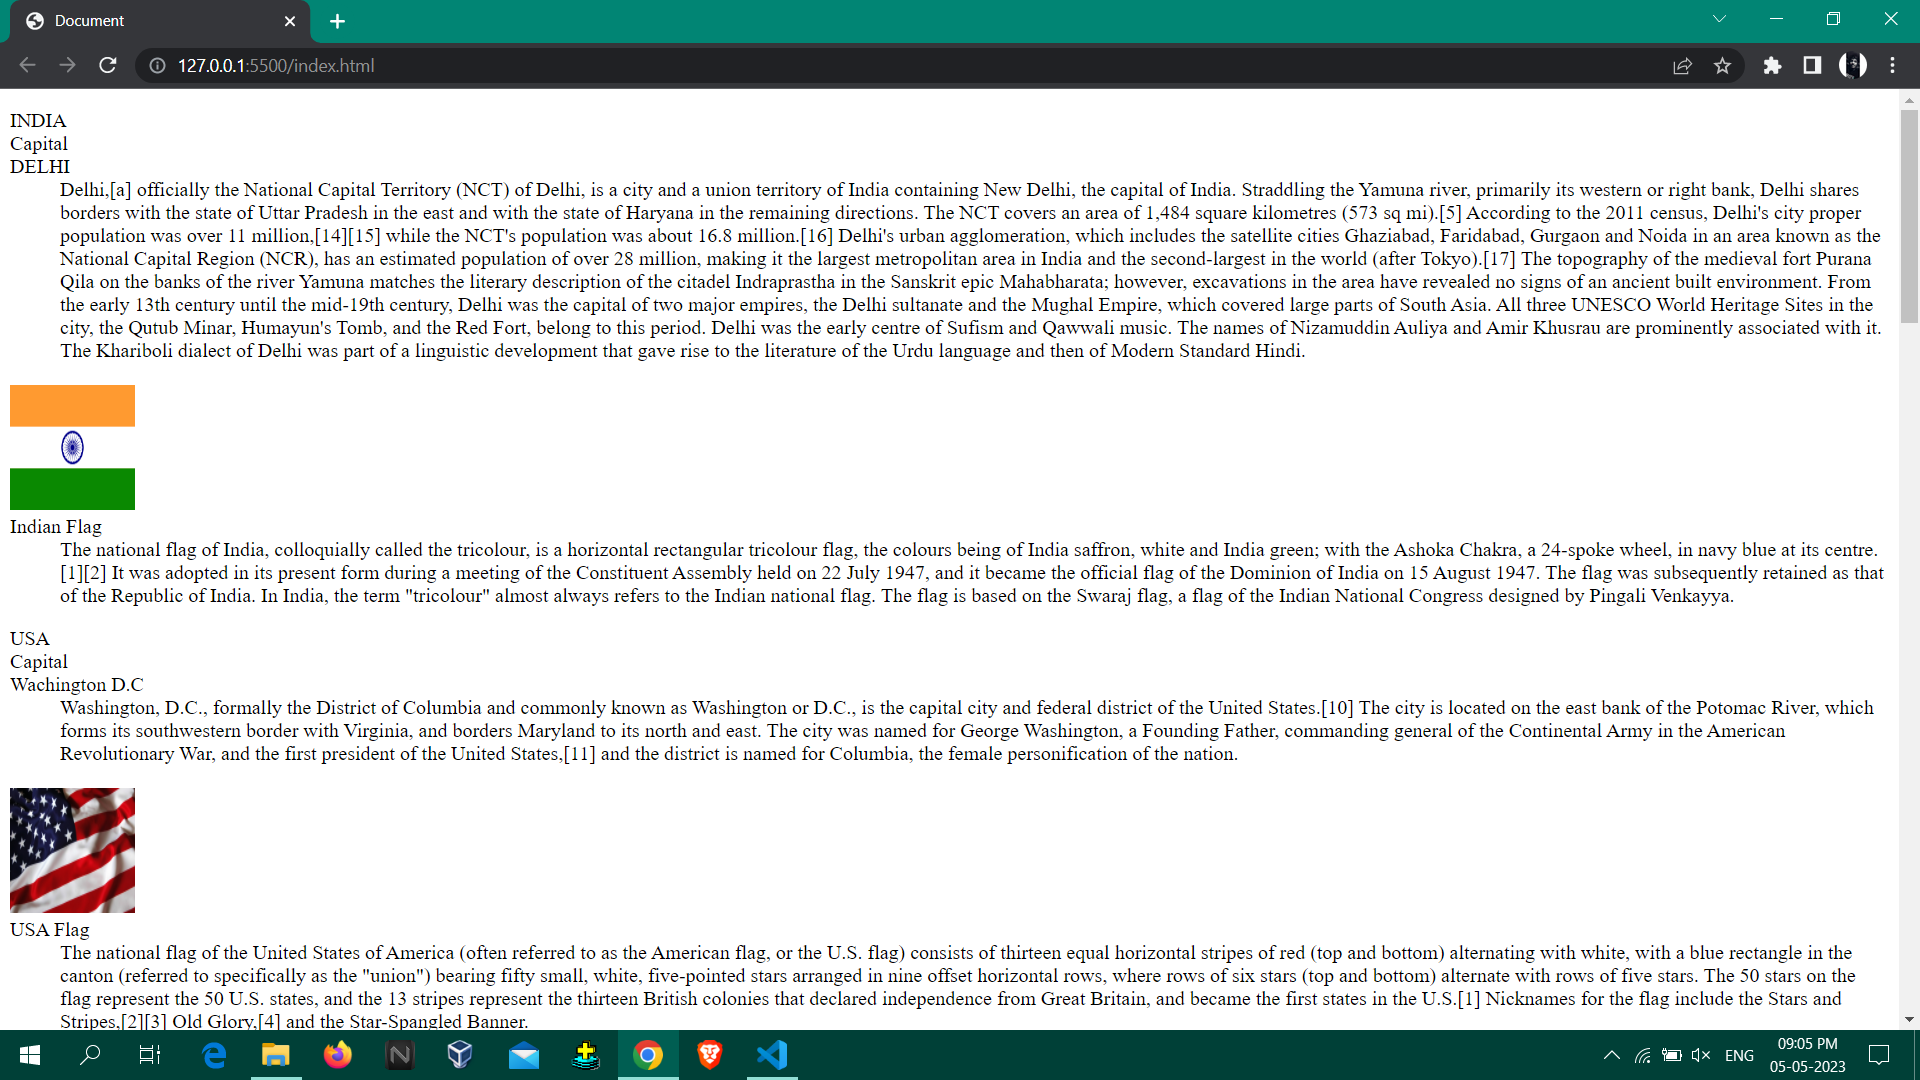 Document
127.0.0.1:5500/index.html
INDIA
Capital
DELHI
Delhi,[a] officially the National Capital Territory (NCT) of Delhi, is a city and a union territory of India containing New Delhi, the capital of India. Straddling the Yamuna river, primarily its western or right bank, Delhi shares
borders with the state of Uttar Pradesh in the east and with the state of Haryana in the remaining directions. The NCT covers an area of 1,484 square kilometres (573 sq mi).[5] According to the 2011 census, Delhi's city proper
population was over 11 million,[14][15] while the NCT's population was about 16.8 million.[16] Delhi's urban agglomeration, which includes the satellite cities Ghaziabad, Faridabad, Gurgaon and Noida in an area known as the
National Capital Region (NCR), has an estimated population of over 28 million, making it the largest metropolitan area in India and the second-largest in the world (after Tokyo).[17] The topography of the medieval fort Purana
Qila on the banks of the river Yamuna matches the literary description of the citadel Indraprastha in the Sanskrit epic Mahabharata; however, excavations in the area have revealed no signs of an ancient built environment. From
the early 13th century until the mid-19th century, Delhi was the capital of two major empires, the Delhi sultanate and the Mughal Empire, which covered large parts of South Asia. All three UNESCO World Heritage Sites in the
city, the Qutub Minar, Humayun's Tomb, and the Red Fort, belong to this period. Delhi was the early centre of Sufism and Qawwali music. The names of Nizamuddin Auliya and Amir Khusrau are prominently associated with it.
The Khariboli dialect of Delhi was part of a linguistic development that gave rise to the literature of the Urdu language and then of Modern Standard Hindi.
Indian Flag
The national flag of India, colloquially called the tricolour, is a horizontal rectangular tricolour flag, the colours being of India saffron, white and India green; with the Ashoka Chakra, a 24-spoke wheel, in navy blue at its centre.
[1][2] It was adopted in its present form during a meeting of the Constituent Assembly held on 22 July 1947, and it became the official flag of the Dominion of India on 15 August 1947. The flag was subsequently retained as that
of the Republic of India. In India, the term "tricolour" almost always refers to the Indian national flag. The flag is based on the Swaraj flag, a flag of the Indian National Congress designed by Pingali Venkayya.
USA
Capital
Wachington D.C
Washington, D.C., formally the District of Columbia and commonly known as Washington or D.C., is the capital city and federal district of the United States.[10] The city is located on the east bank of the Potomac River, which
forms its southwestern border with Virginia, and borders Maryland to its north and east. The city was named for George Washington, a Founding Father, commanding general of the Continental Army in the American
Revolutionary War, and the first president of the United States,[11] and the district is named for Columbia, the female personification of the nation.
USA Flag
The national flag of the United States of America (often referred to as the American flag, or the U.S. flag) consists of thirteen equal horizontal stripes of red (top and bottom) alternating with white, with a blue rectangle in the
canton (referred to specifically as the "union") bearing fifty small, white, five-pointed stars arranged in nine offset horizontal rows, where rows of six stars (top and bottom) alternate with rows of five stars. The 50 stars on the
flag represent the 50 U.S. states, and the 13 stripes represent the thirteen British colonies that declared independence from Great Britain, and became the first states in the U.S.[1] Nicknames for the flag include the Stars and
Stripes,[2][3] Old Glory,[4] and the Star-Spangled Banner.
ENG
09:05 PM
05-05-2023